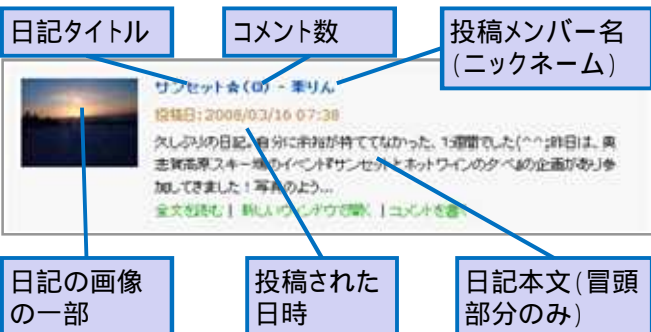 日記タイトル
コメント数
投稿メンバー名
(ニックネーム)
サンセット☆(0) - 栗りん
投稿日:2008/03/16 07:38
久しぶりの日記。自分に余裕が持ててなかった、1週間でした(^^;昨日は、奥
志賀高原スキー場のイベント『サンセットとホットワインの夕べ』の企画があり参
加してきました!写真のよう...
全文を読む | 新しいウィンドウで開く | コメントを書く
日記の画像
の一部
投稿された
日時
日記本文(冒頭
部分のみ)